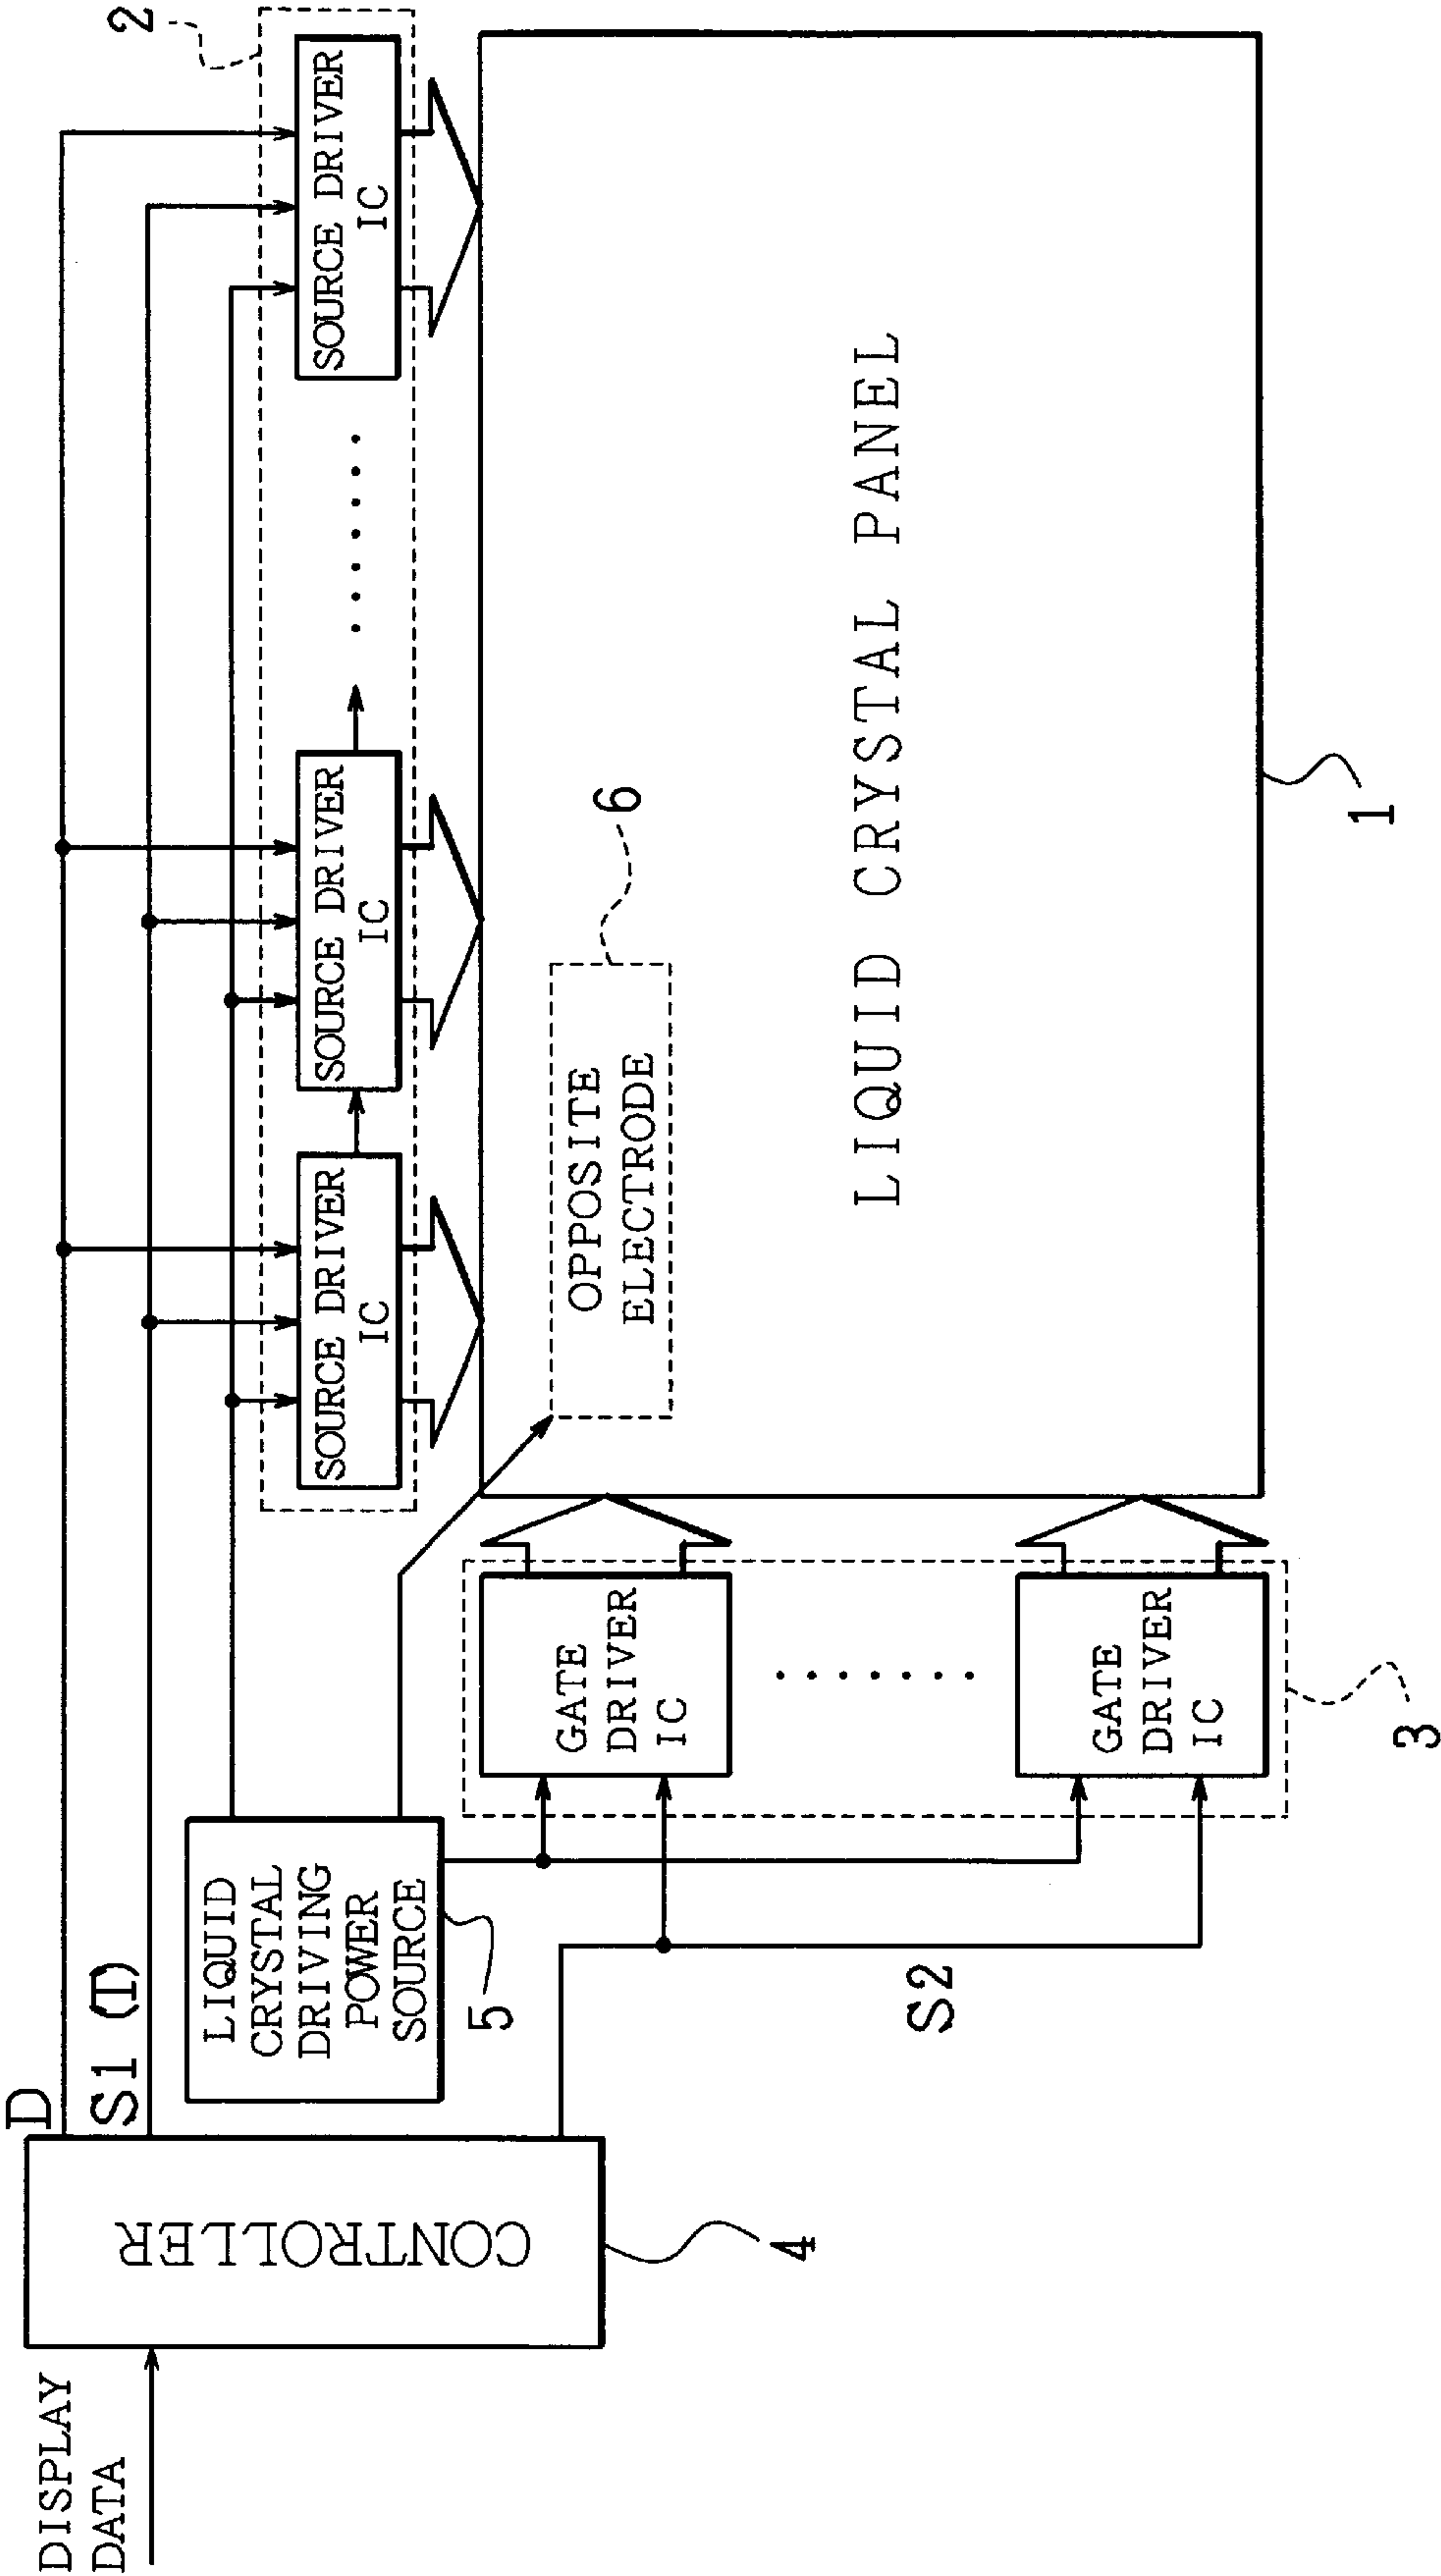 D
S1 (T)
2
SOURCE DRIVER
IC
SOURCE DRIVER
IC
SOURCE DRIVER
IC
DISPLAY
DATA
CONTROLLER
4
LIQUID
CRYSTAL
DRIVING
POWER
SOURCE
5
OPPOSITE
ELECTRODE
6
GATE
DRIVER
IC
GATE
DRIVER
IC
3
S2
LIQUID CRYSTAL PANEL
1